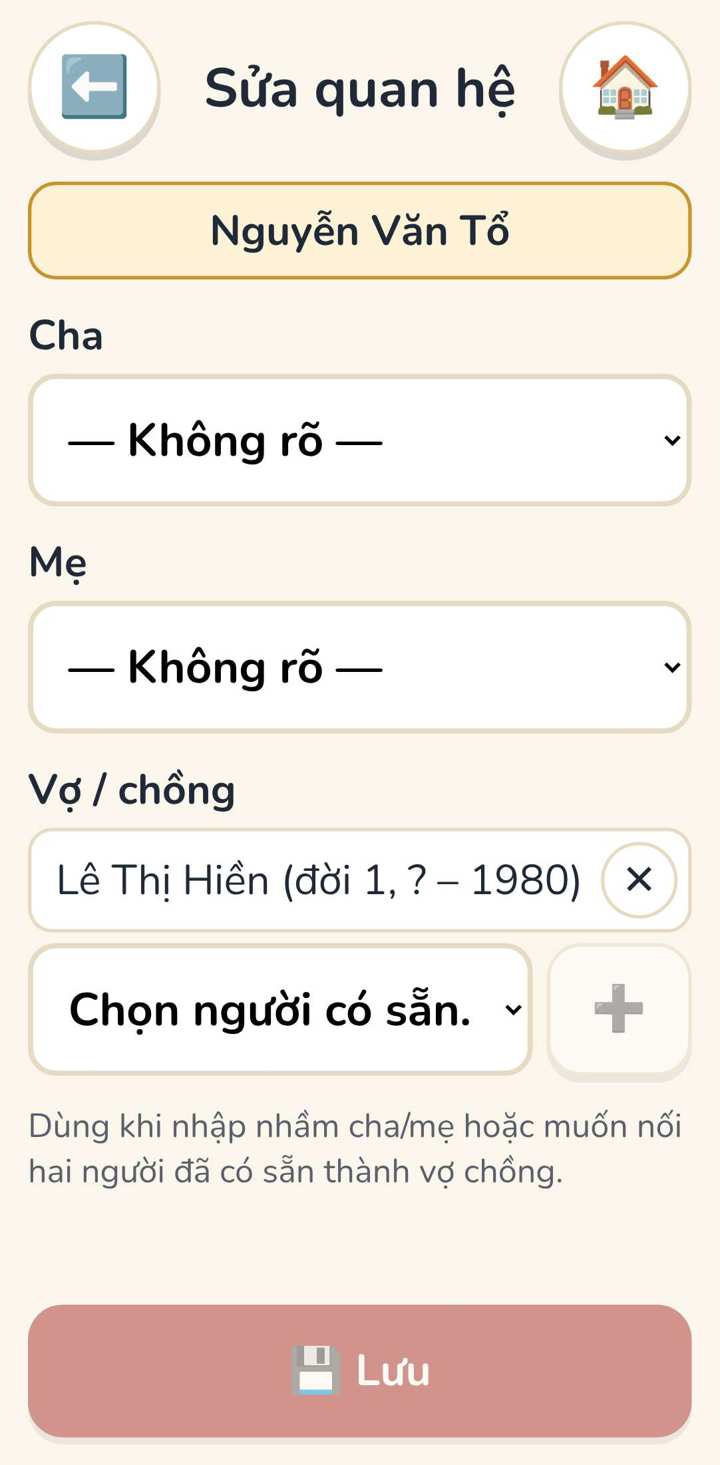 Sửa quan hệ
Nguyễn Văn Tổ
Cha
— Không rõ —
Mẹ
— Không rõ —
Vợ / chồng
Lê Thị Hiền (đời 1, ? – 1980) ✕
Chọn người có sẵn.
Dùng khi nhập nhầm cha/mẹ hoặc muốn nối
hai người đã có sẵn thành vợ chồng.
Lưu